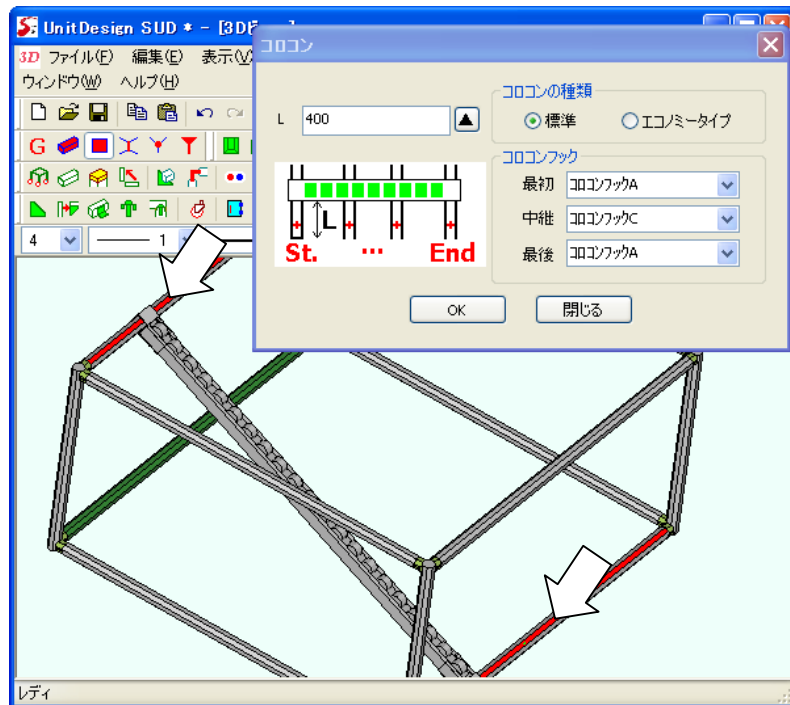 UnitDesign SUD * - [3Dビ
3D ファイル(F) 編集(E) 表示(V)
ウィンドウ(W) ヘルプ(H)
G
4 1
コロコン
L 400
コロコンの種類
標準 エコノミータイプ
コロコンフック
最初 コロコンフックA
中継 コロコンフックC
最後 コロコンフックA
L
St. ... End
OK 閉じる
レディ